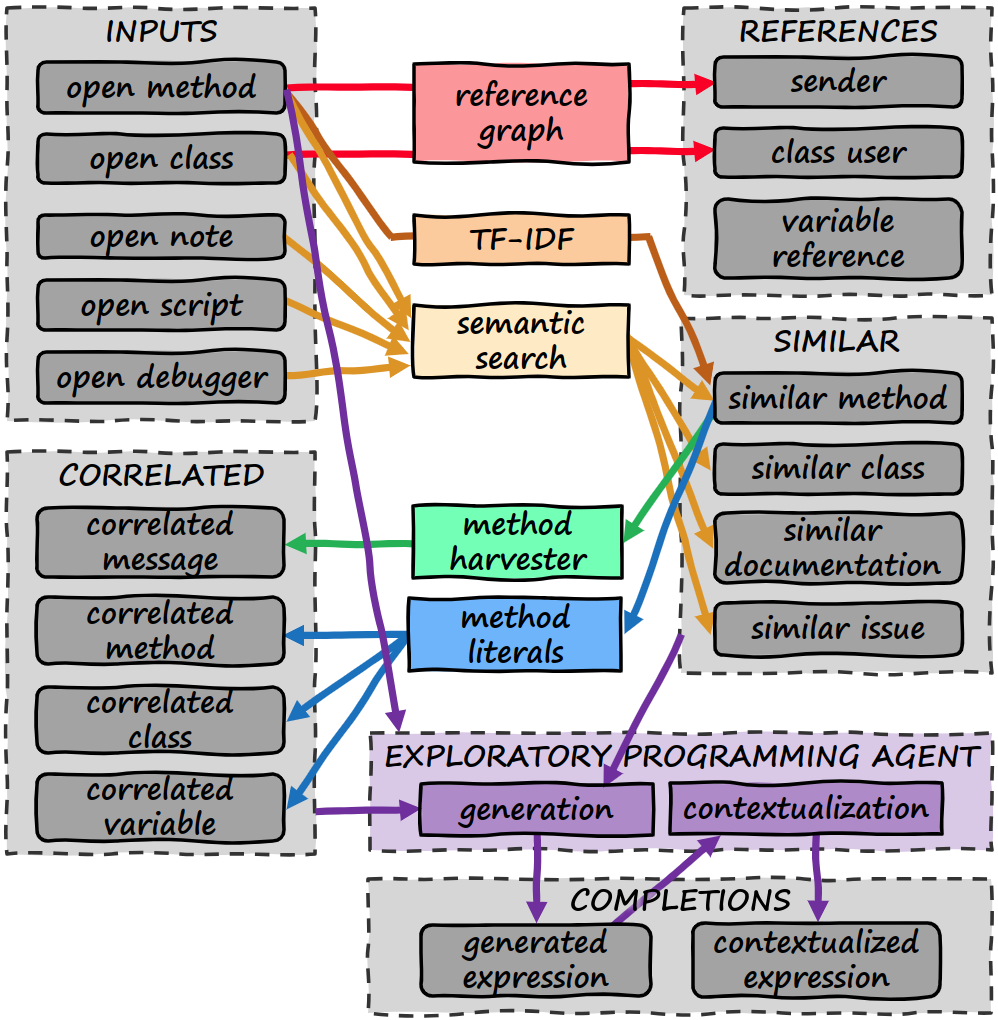 INPUTS
open method
open class
open note
open script
open debugger
reference
graph
TF-IDF
semantic
search
REFERENCES
sender
class user
variable
reference
SIMILAR
similar method
similar class
similar
documentation
similar issue
CORRELATED
correlated
message
correlated
method
correlated
class
correlated
variable
method
harvester
method
literals
EXPLORATORY PROGRAMMING AGENT
generation
contextualization
COMPLETIONS
generated
expression
contextualized
expression